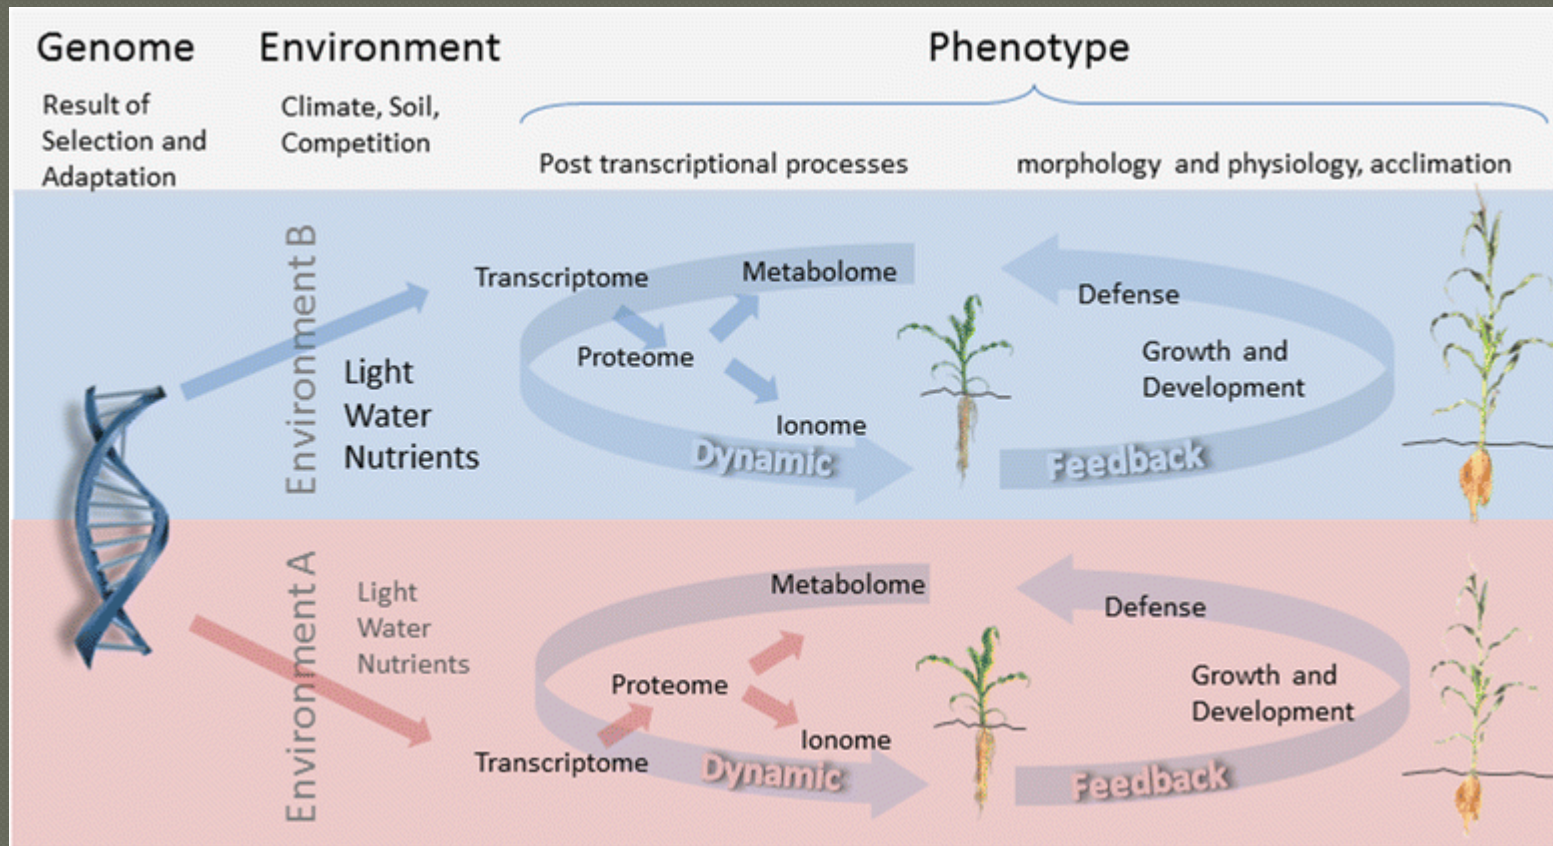 Genome
Environment
Phenotype
Result of
Selection and
Adaptation
Climate, Soil,
Competition
Post transcriptional processes
morphology and physiology, acclimation
Environment B
Light
Water
Nutrients
Transcriptome
Metabolome
Proteome
Ionome
Dynamic
Defense
Growth and
Development
Feedback
Environment A
Light
Water
Nutrients
Metabolome
Proteome
Ionome
Transcriptome
Dynamic
Defense
Growth and
Development
Feedback